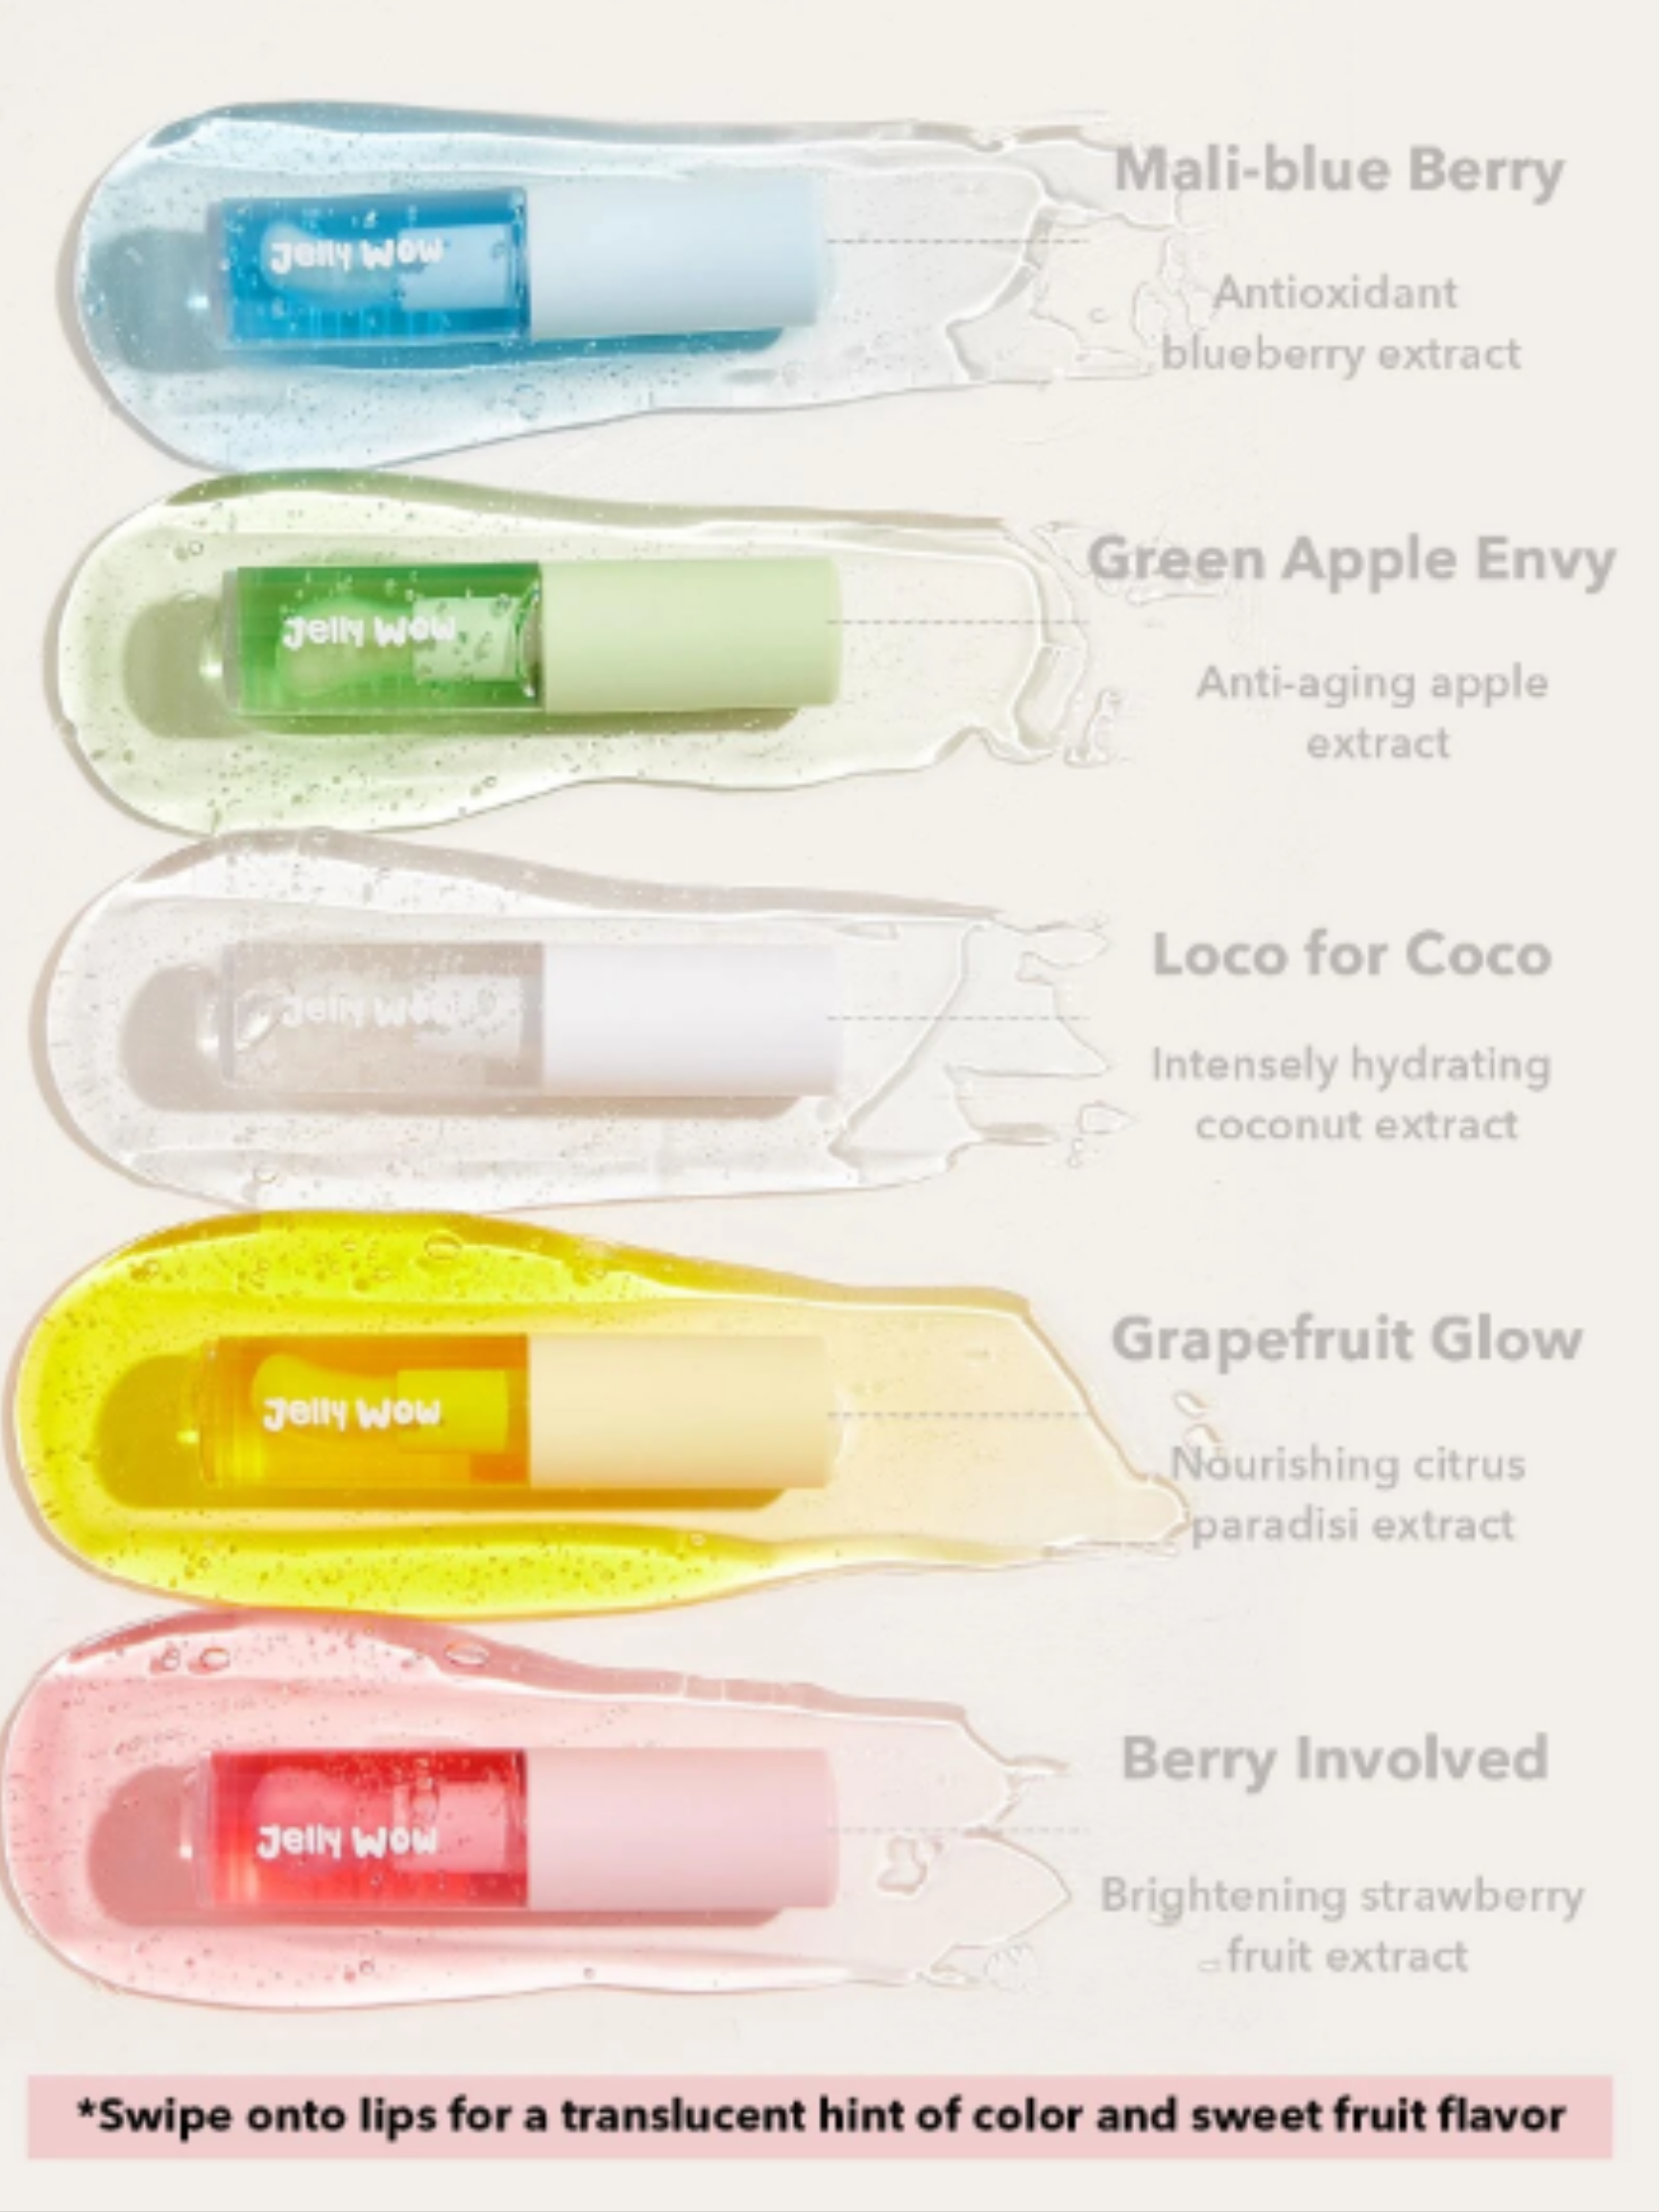 Mali-blue Berry
Jelly Wow
Antioxidant
blueberry extract
Green Apple Envy
Jelly Wow
Anti-aging apple
extract
Loco for Coco
Jelly Wow
Intensely hydrating
coconut extract
Grapefruit Glow
Jelly Wow
Nourishing citrus
paradisi extract
Berry Involved
Jelly Wow
Brightening strawberry
fruit extract
*Swipe onto lips for a translucent hint of color and sweet fruit flavor